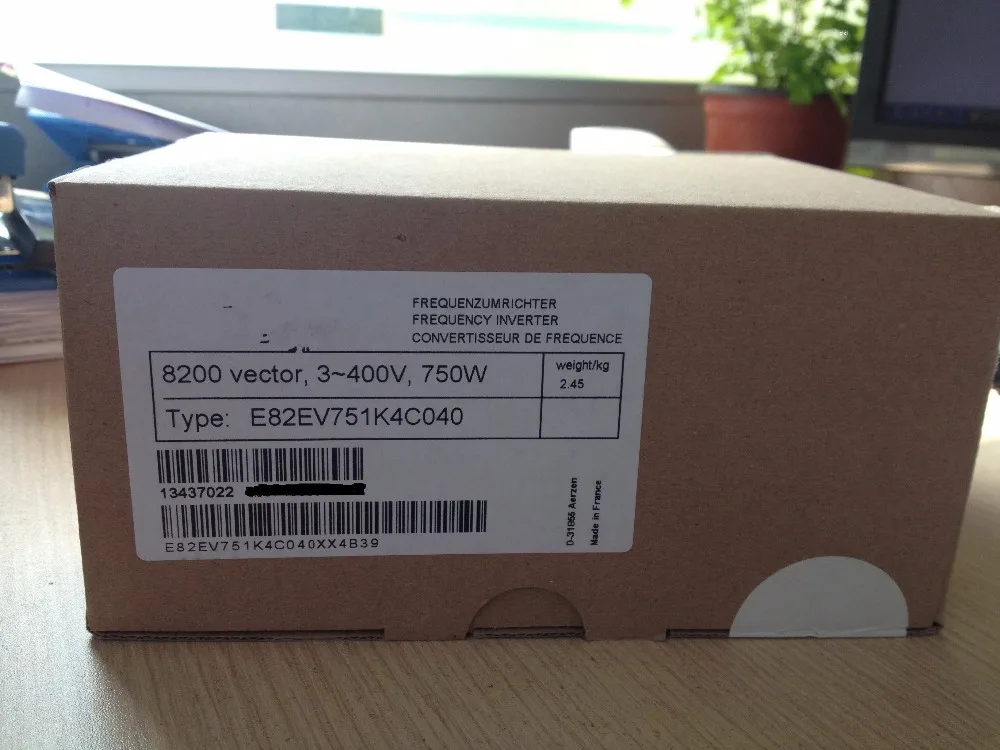 FREQUENZUMRICHTER
FREQUENCY INVERTER
CONVERTISSEUR DE FREQUENCE
8200 vector, 3~400V, 750W
weight/kg
2.45
Type: E82EV751K4C040
13437022
E82EV751K4C040XX4B39
D-31855 Aerzen
Made in France